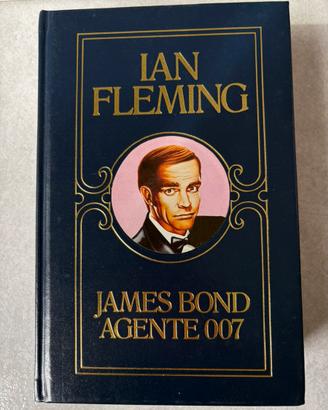 IAN
FLEMING
JAMES BOND
AGENTE 007